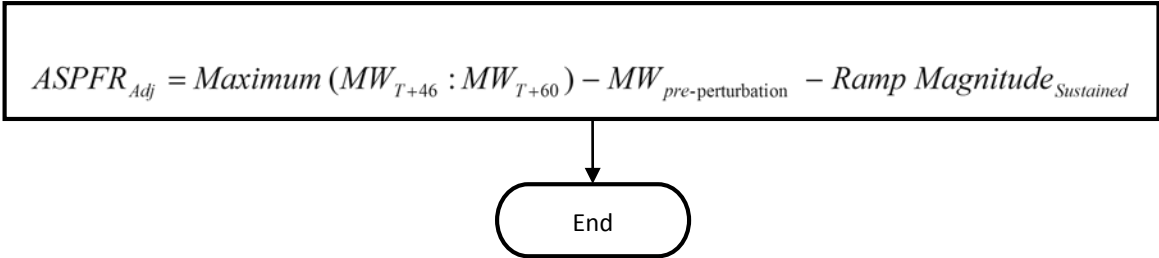 ASPFR_Adj = Maximum (MW_T+46 : MW_T+60) − MW_pre-perturbation − Ramp Magnitude_Sustained
End